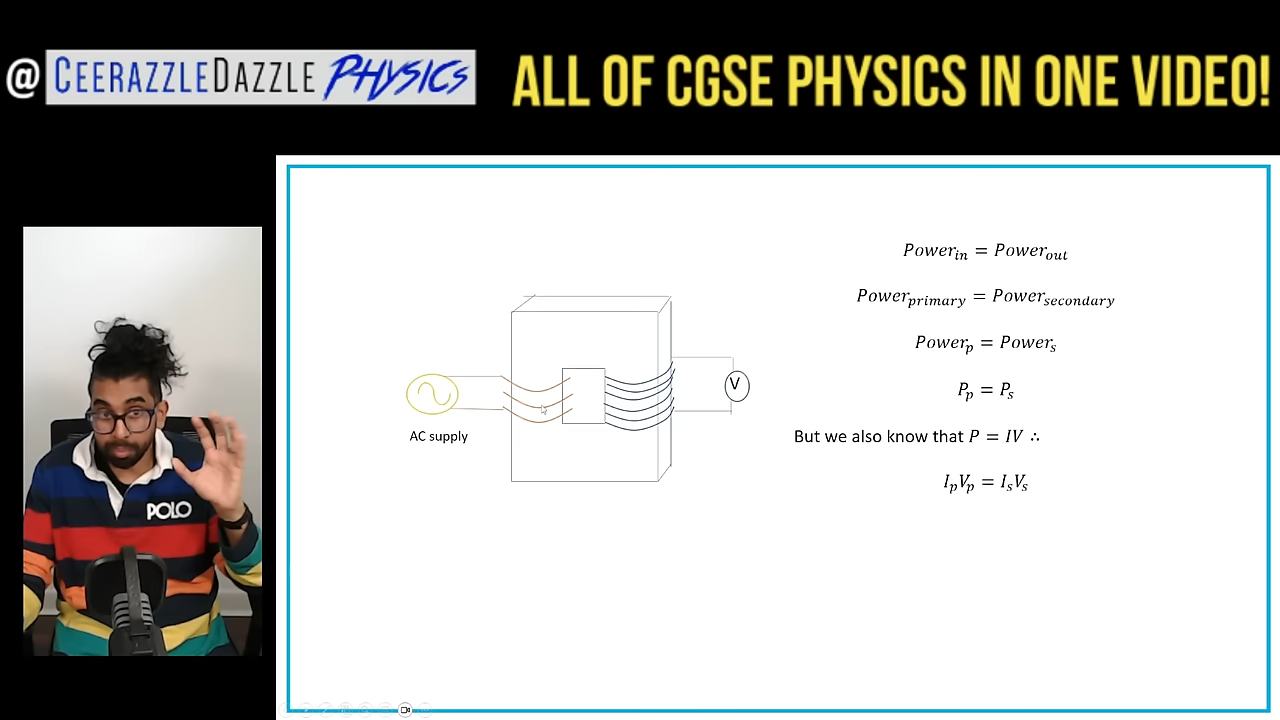 @ CEERAZZLEDAZZLE PHYSICS
ALL OF CGSE PHYSICS IN ONE VIDEO!
POLO
AC supply
V
Power_in = Power_out
Power_primary = Power_secondary
Power_p = Power_s
P_p = P_s
But we also know that P = IV ∴
I_pV_p = I_sV_s